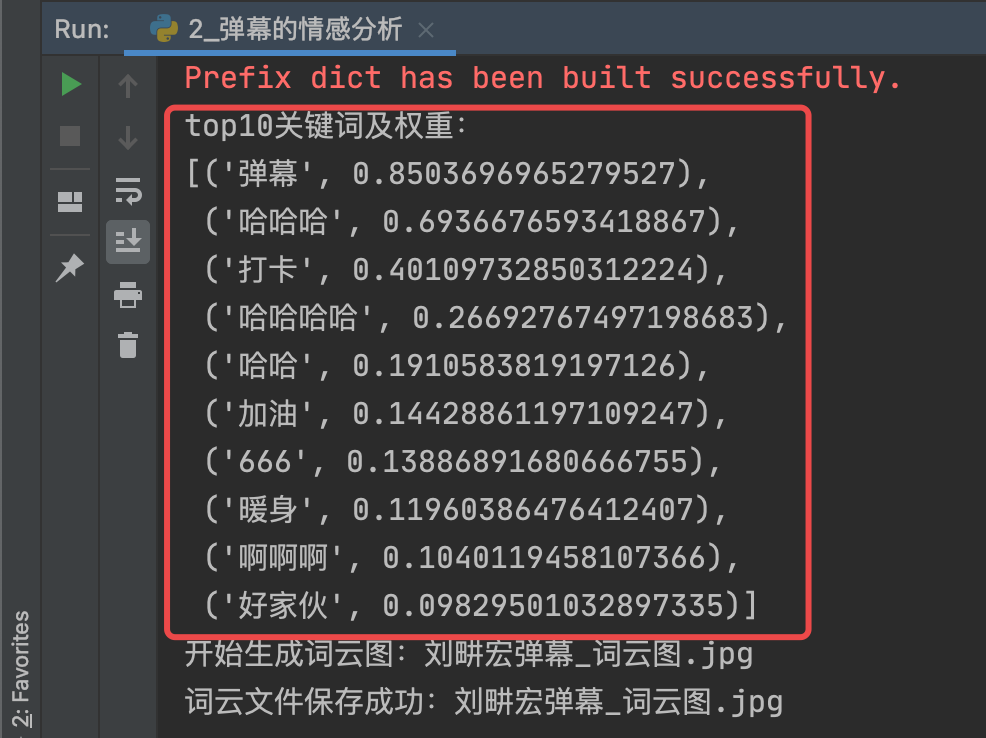 Run: 2_弹幕的情感分析
Prefix dict has been built successfully.
top10关键词及权重:
[('弹幕', 0.8503696965279527),
('哈哈哈', 0.6936676593418867),
('打卡', 0.40109732850312224),
('哈哈哈哈', 0.26692767497198683),
('哈哈', 0.1910583819197126),
('加油', 0.14428861197109247),
('666', 0.13886891680666755),
('暖身', 0.11960386476412407),
('啊啊啊', 0.1040119458107366),
('好家伙', 0.09829501032897335)]
开始生成词云图: 刘畊宏弹幕_词云图.jpg
词云文件保存成功: 刘畊宏弹幕_词云图.jpg
2: Favorites